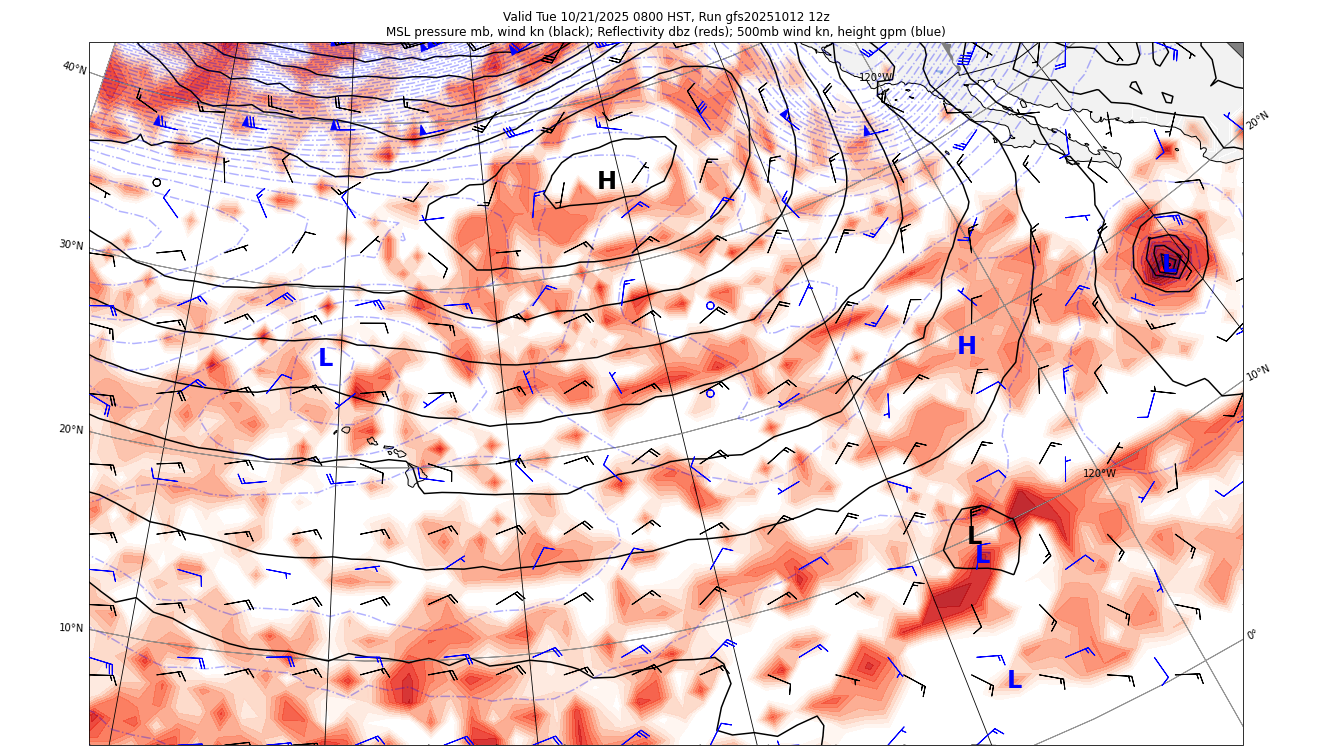 Valid Tue 10/21/2025 0800 HST, Run gfs20251012 12z
MSL pressure mb, wind kn (black); Reflectivity dbz (reds); 500mb wind kn, height gpm (blue)
40°N
120°W
20°N
H
30°N
L
H
L
10°N
20°N
120°W
L
L
10°N
0°
L